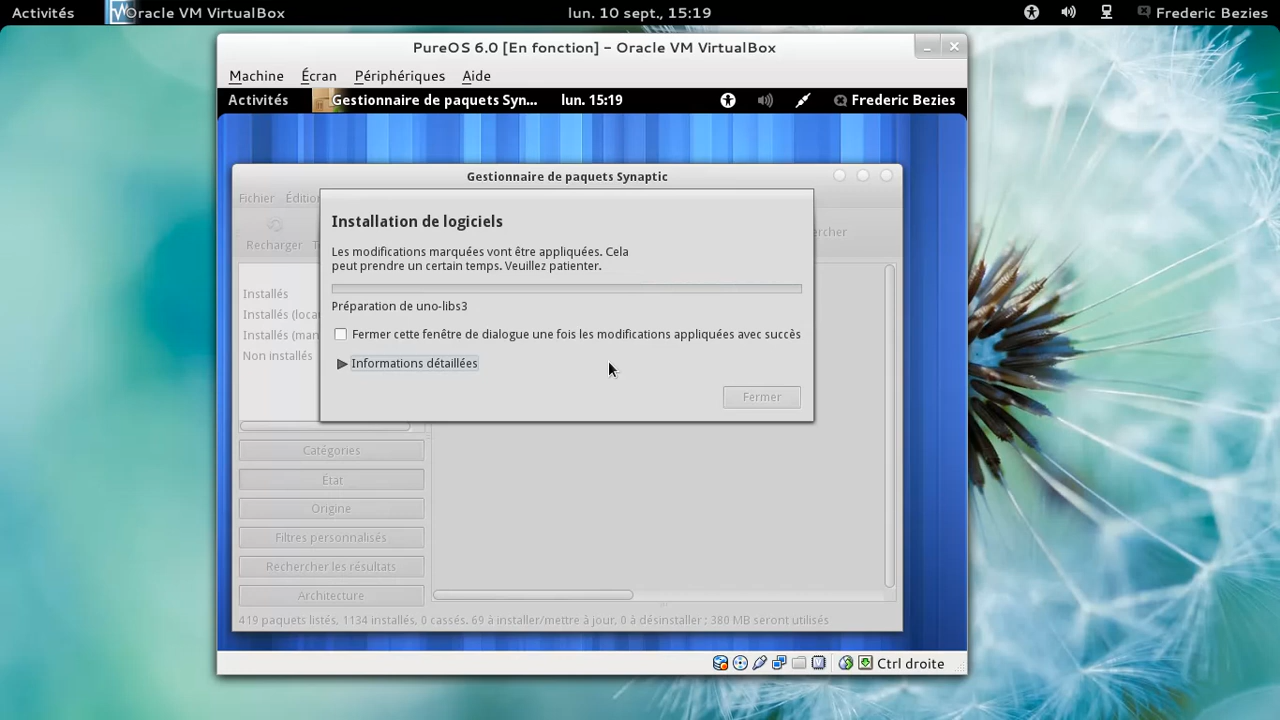 Activités Oracle VM VirtualBox lun. 10 sept., 15:19 Frederic Bezies
PureOS 6.0 [En fonction] – Oracle VM VirtualBox
Machine Écran Périphériques Aide
Activités Gestionnaire de paquets Syn... lun. 15:19 Frederic Bezies
Gestionnaire de paquets Synaptic
Fichier
Installation de logiciels
Recharger
Les modifications marquées vont être appliquées. Cela
peut prendre un certain temps. Veuillez patienter.
Installés
Préparation de uno-libs3
Installés (loca
Installés (man
Fermer cette fenêtre de dialogue une fois les modifications appliquées avec succès
Non installés
Informations détaillées
Fermer
Catégories
État
Origine
Filtres personnalisés
Rechercher les résultats
Architecture
419 paquets listés, 1134 installés, 0 cassés. 69 à installer/mettre à jour, 0 à désinstaller ; 380 MB seront utilisés
Ctrl droite